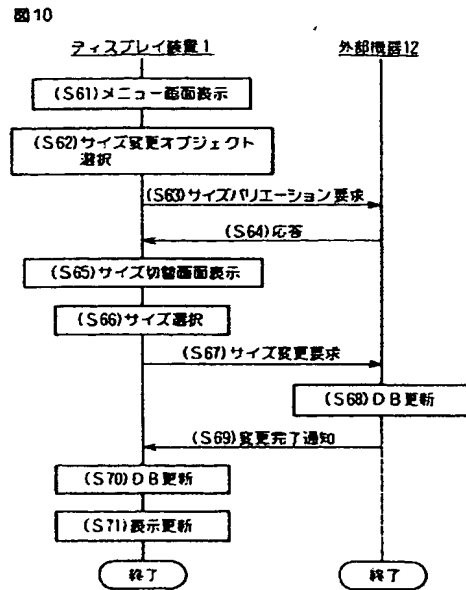 図10
ディスプレイ装置1
外部機器12
(S61)メニュー画面表示
(S62)サイズ変更オブジェクト
選択
(S63)サイズバリエーション要求
(S64)応答
(S65)サイズ切替画面表示
(S66)サイズ選択
(S67)サイズ変更要求
(S68)DB更新
(S69)変更完了通知
(S70)DB更新
(S71)表示更新
終了
終了